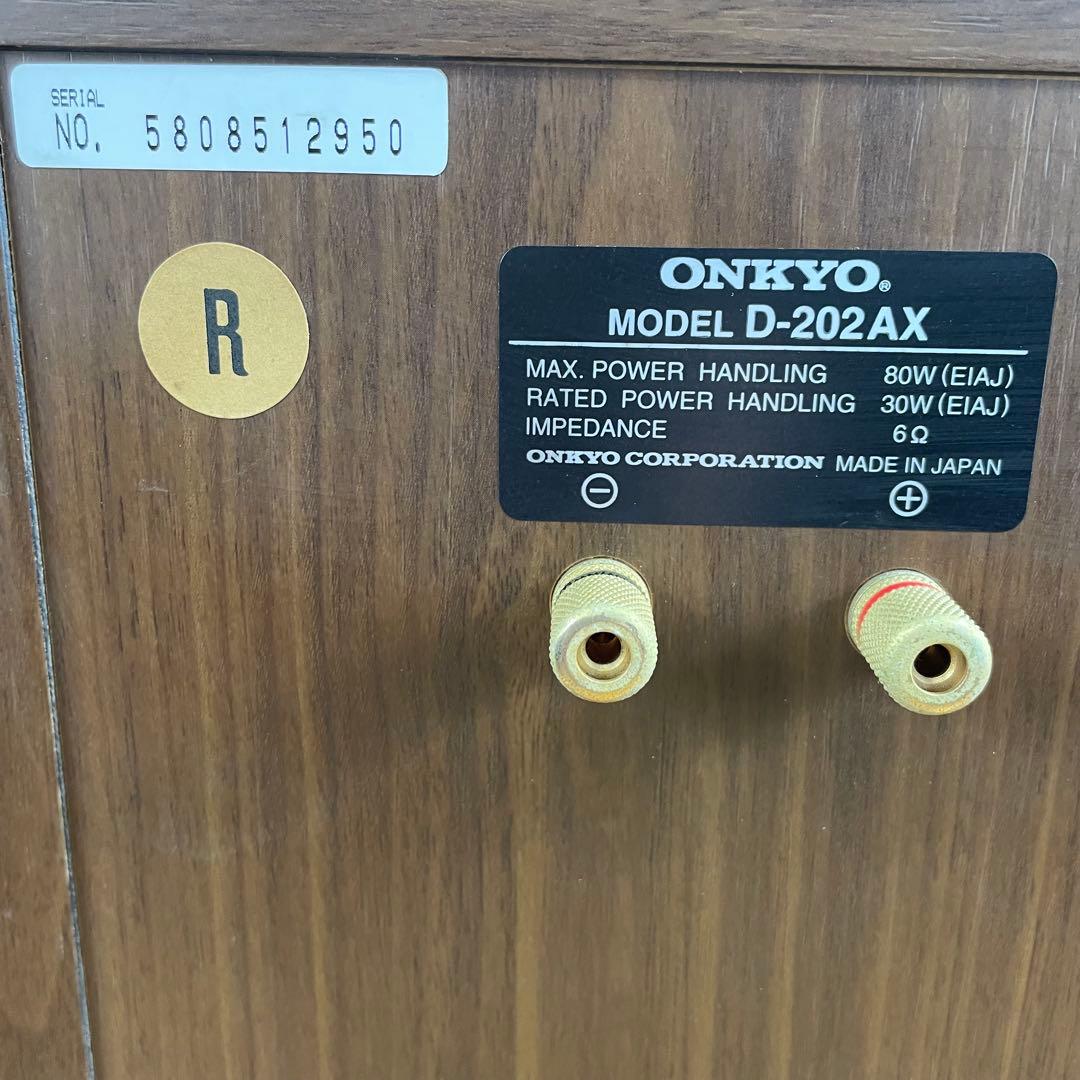 SERIAL
NO. 5808512950
R
ONKYO®
MODEL D-202AX
MAX. POWER HANDLING 80W (EIAJ)
RATED POWER HANDLING 30W (EIAJ)
IMPEDANCE 6Ω
ONKYO CORPORATION MADE IN JAPAN
⊖ ⊕